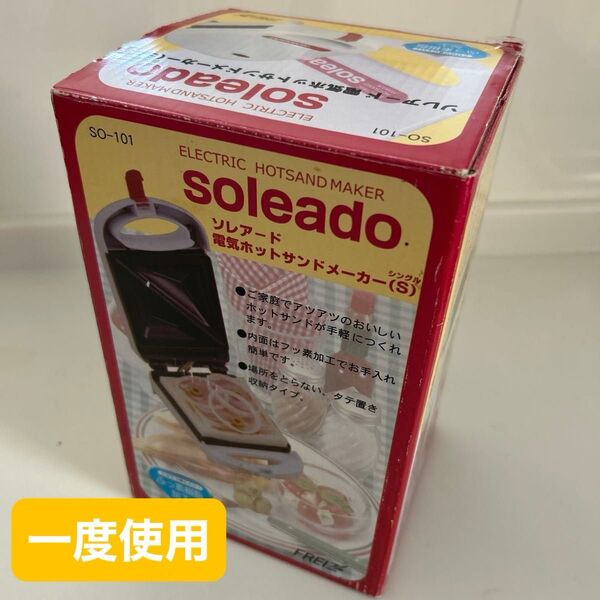 soleado
ELECTRIC HOTSAND MAKER
SO-101
SO-101
ELECTRIC HOTSAND MAKER
soleado.
ソレアード
電気ホットサンドメーカー(S)
シングル
●ご家庭でアツアツのおいしい
ホットサンドが手軽につくれ
ます。
●内面はフッ素加工でお手入れ
簡単です。
●場所をとらない、タテ置き
収納タイプ。
一度使用